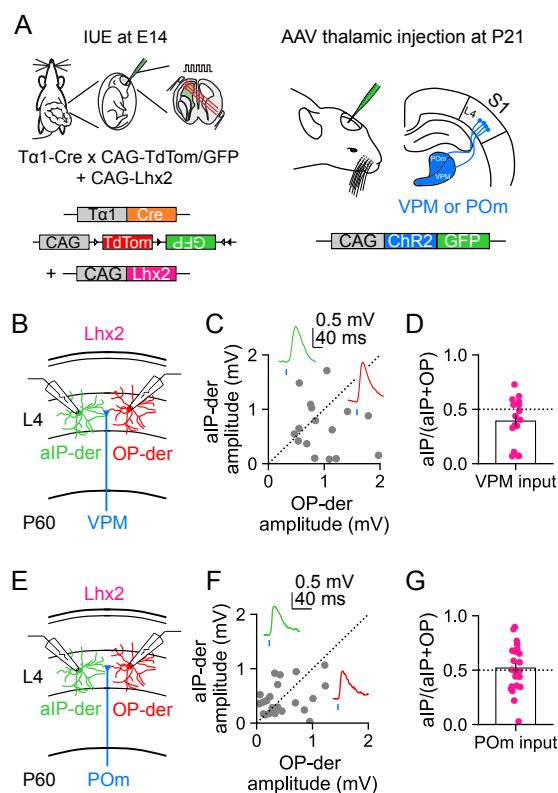 A
IUE at E14
AAV thalamic injection at P21
S1
L4
POm
VPM
Tα1-Cre x CAG-TdTom/GFP
+ CAG-Lhx2
VPM or POm
Tα1 Cre
CAG TdTom GFP
CAG ChR2 GFP
+ CAG Lhx2
B
Lhx2
L4
aIP-der OP-der
P60 VPM
C
0.5 mV
40 ms
aIP-der
amplitude (mV)
2
1
0
0 1 2
OP-der
amplitude (mV)
D
aIP/(aIP+OP)
1.0
0.5
0.0
VPM input
E
Lhx2
L4
aIP-der OP-der
P60 POm
F
0.5 mV
40 ms
aIP-der
amplitude (mV)
2
1
0
0 1 2
OP-der
amplitude (mV)
G
aIP/(aIP+OP)
1.0
0.5
0.0
POm input